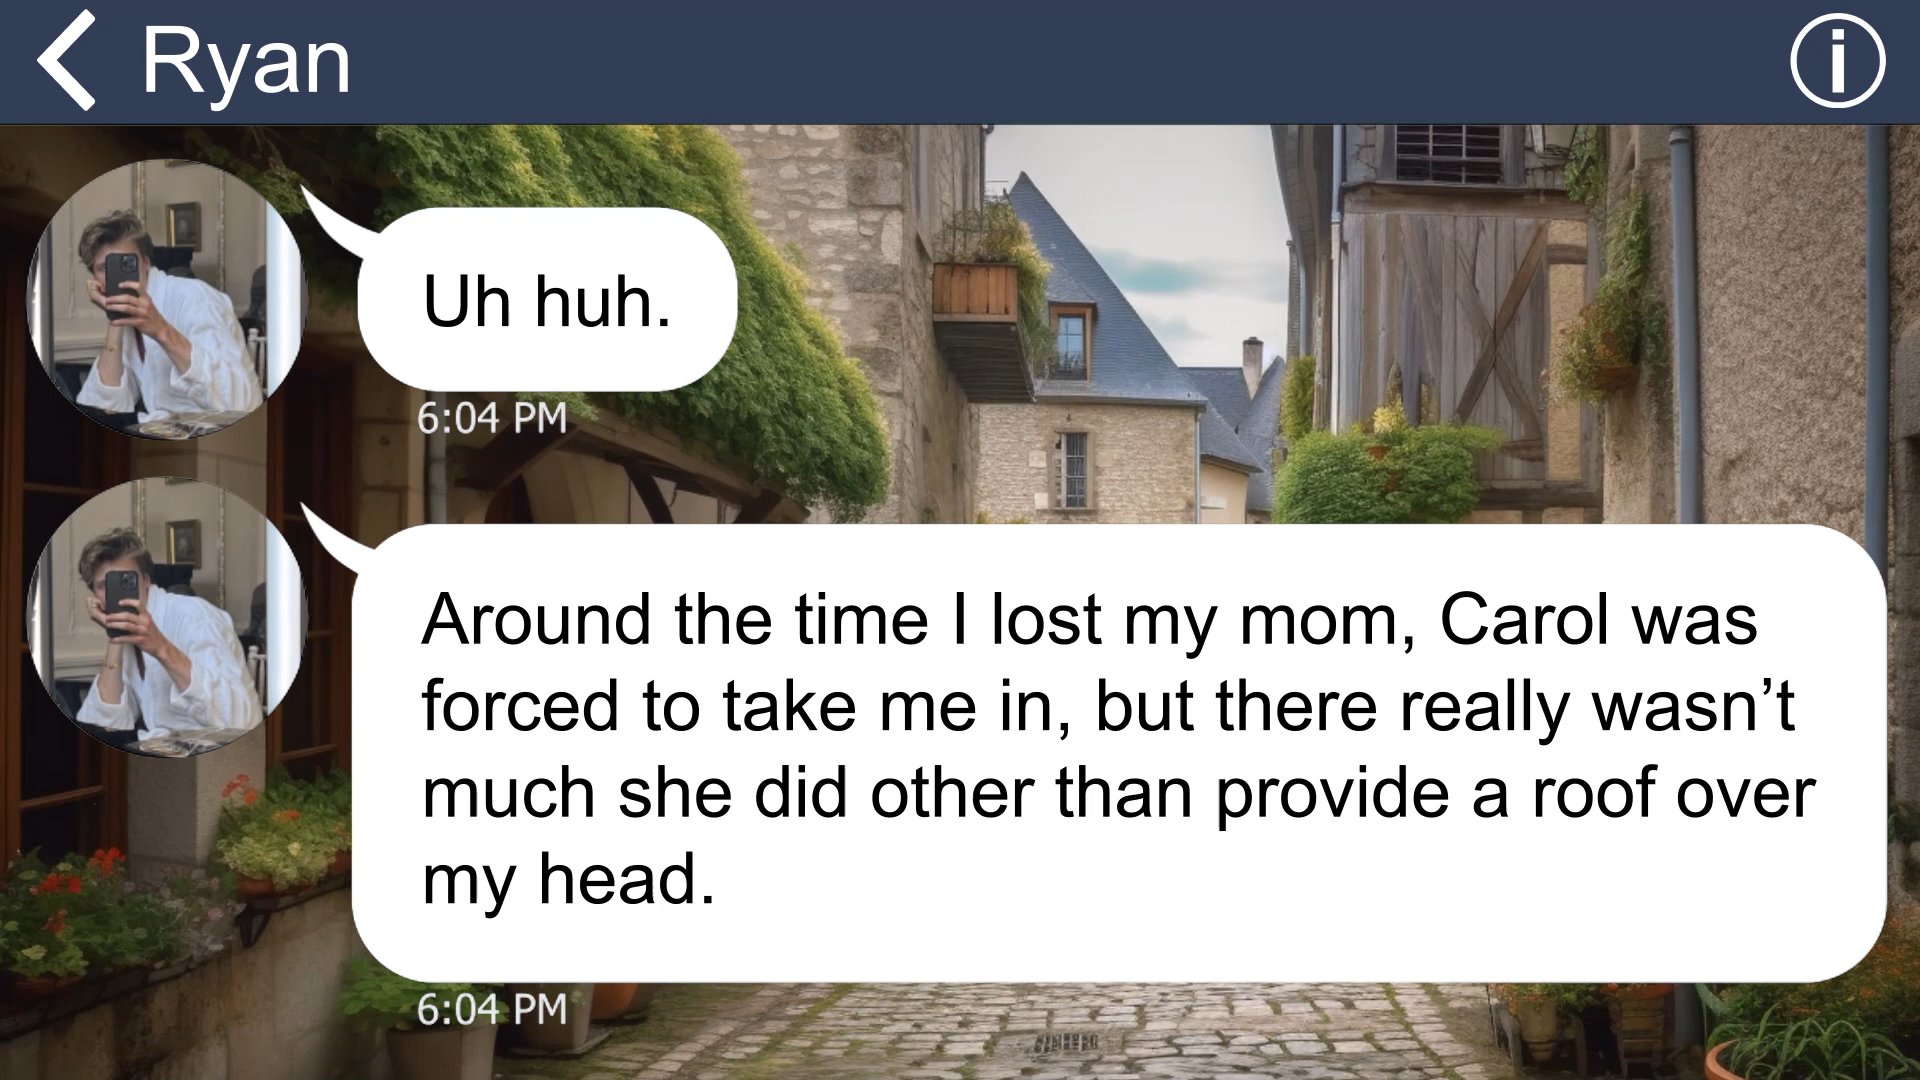 Ryan
Uh huh.
6:04 PM
Around the time I lost my mom, Carol was
forced to take me in, but there really wasn’t
much she did other than provide a roof over
my head.
6:04 PM